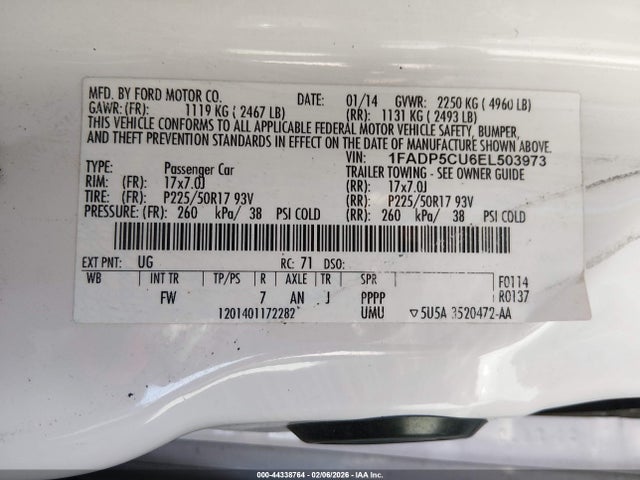 MFD. BY FORD MOTOR CO. DATE: 01/14 GVWR: 2250 KG ( 4960 LB)
GAWR: (FR): 1119 KG ( 2467 LB) (RR): 1131 KG ( 2493 LB)
THIS VEHICLE CONFORMS TO ALL APPLICABLE FEDERAL MOTOR VEHICLE SAFETY, BUMPER,
AND THEFT PREVENTION STANDARDS IN EFFECT ON THE DATE OF MANUFACTURE SHOWN ABOVE.
VIN: 1FADP5CU6EL503973
TYPE: Passenger Car TRAILER TOWING - SEE OWNER GUIDE
RIM: (FR): 17x7.0J (RR): 17x7.0J
TIRE: (FR): P225/50R17 93V (RR): P225/50R17 93V
PRESSURE: (FR): 260 kPa/ 38 PSI COLD (RR): 260 kPa/ 38 PSI COLD
EXT PNT: UG RC: 71 DSO:
WB INT TR TP/PS R AXLE TR SPR F0114
FW 7 AN J PPPP R0137
1201401172282 UMU ▽5U5A 3520472-AA
000-44338764 - 02/06/2026 - IAA Inc.